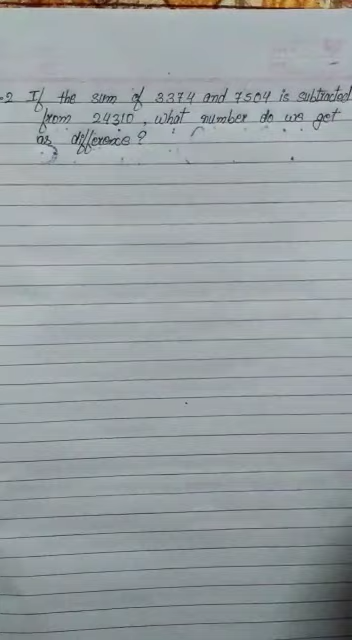 .2 If the sum of 3374 and 7504 is subtracted
from 24310, what number do we get
as difference?